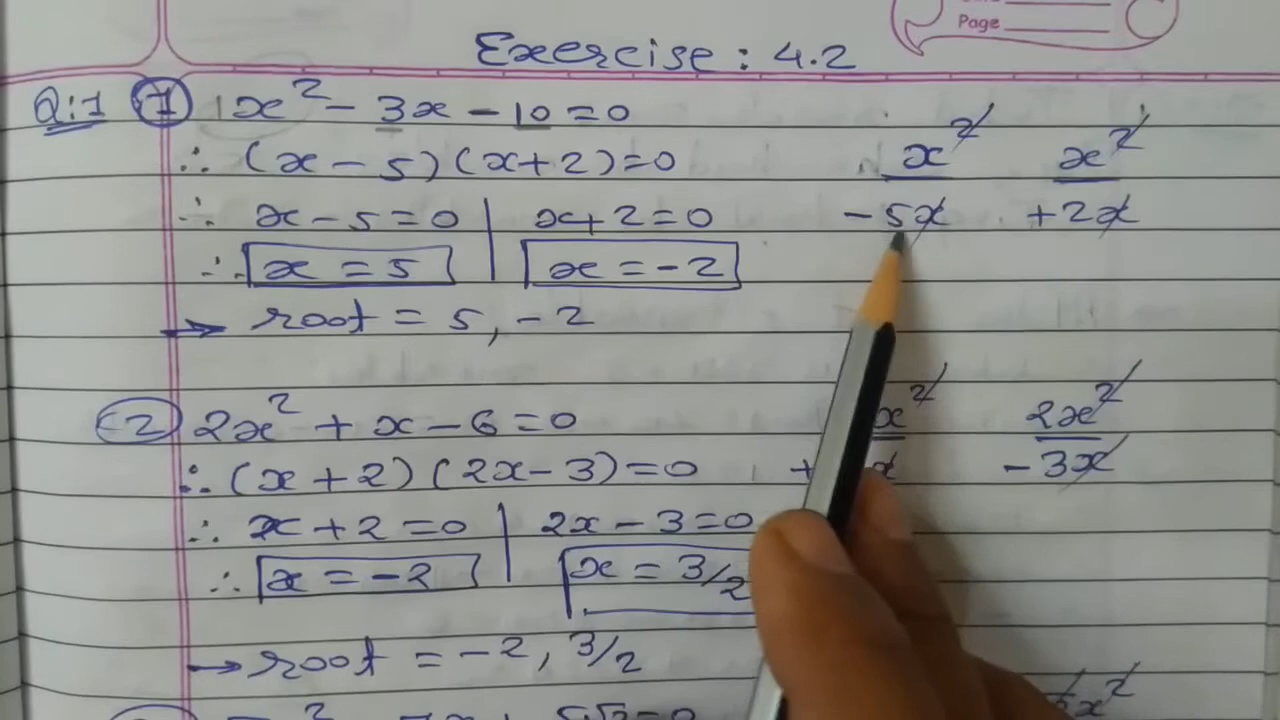 Page
Exercise : 4.2
Q:1 (1) 1x² - 3x - 10 = 0
∴ (x - 5)(x + 2) = 0 x² x²
∴ x - 5 = 0 | x + 2 = 0 - 5x + 2x
∴ x = 5 | x = -2
→ root = 5, -2
(2) 2x² + x - 6 = 0 x² 2x²
∴ (x + 2)(2x - 3) = 0 + x - 3x
∴ x + 2 = 0 | 2x - 3 = 0
∴ x = -2 | x = 3/2
→ root = -2, 3/2